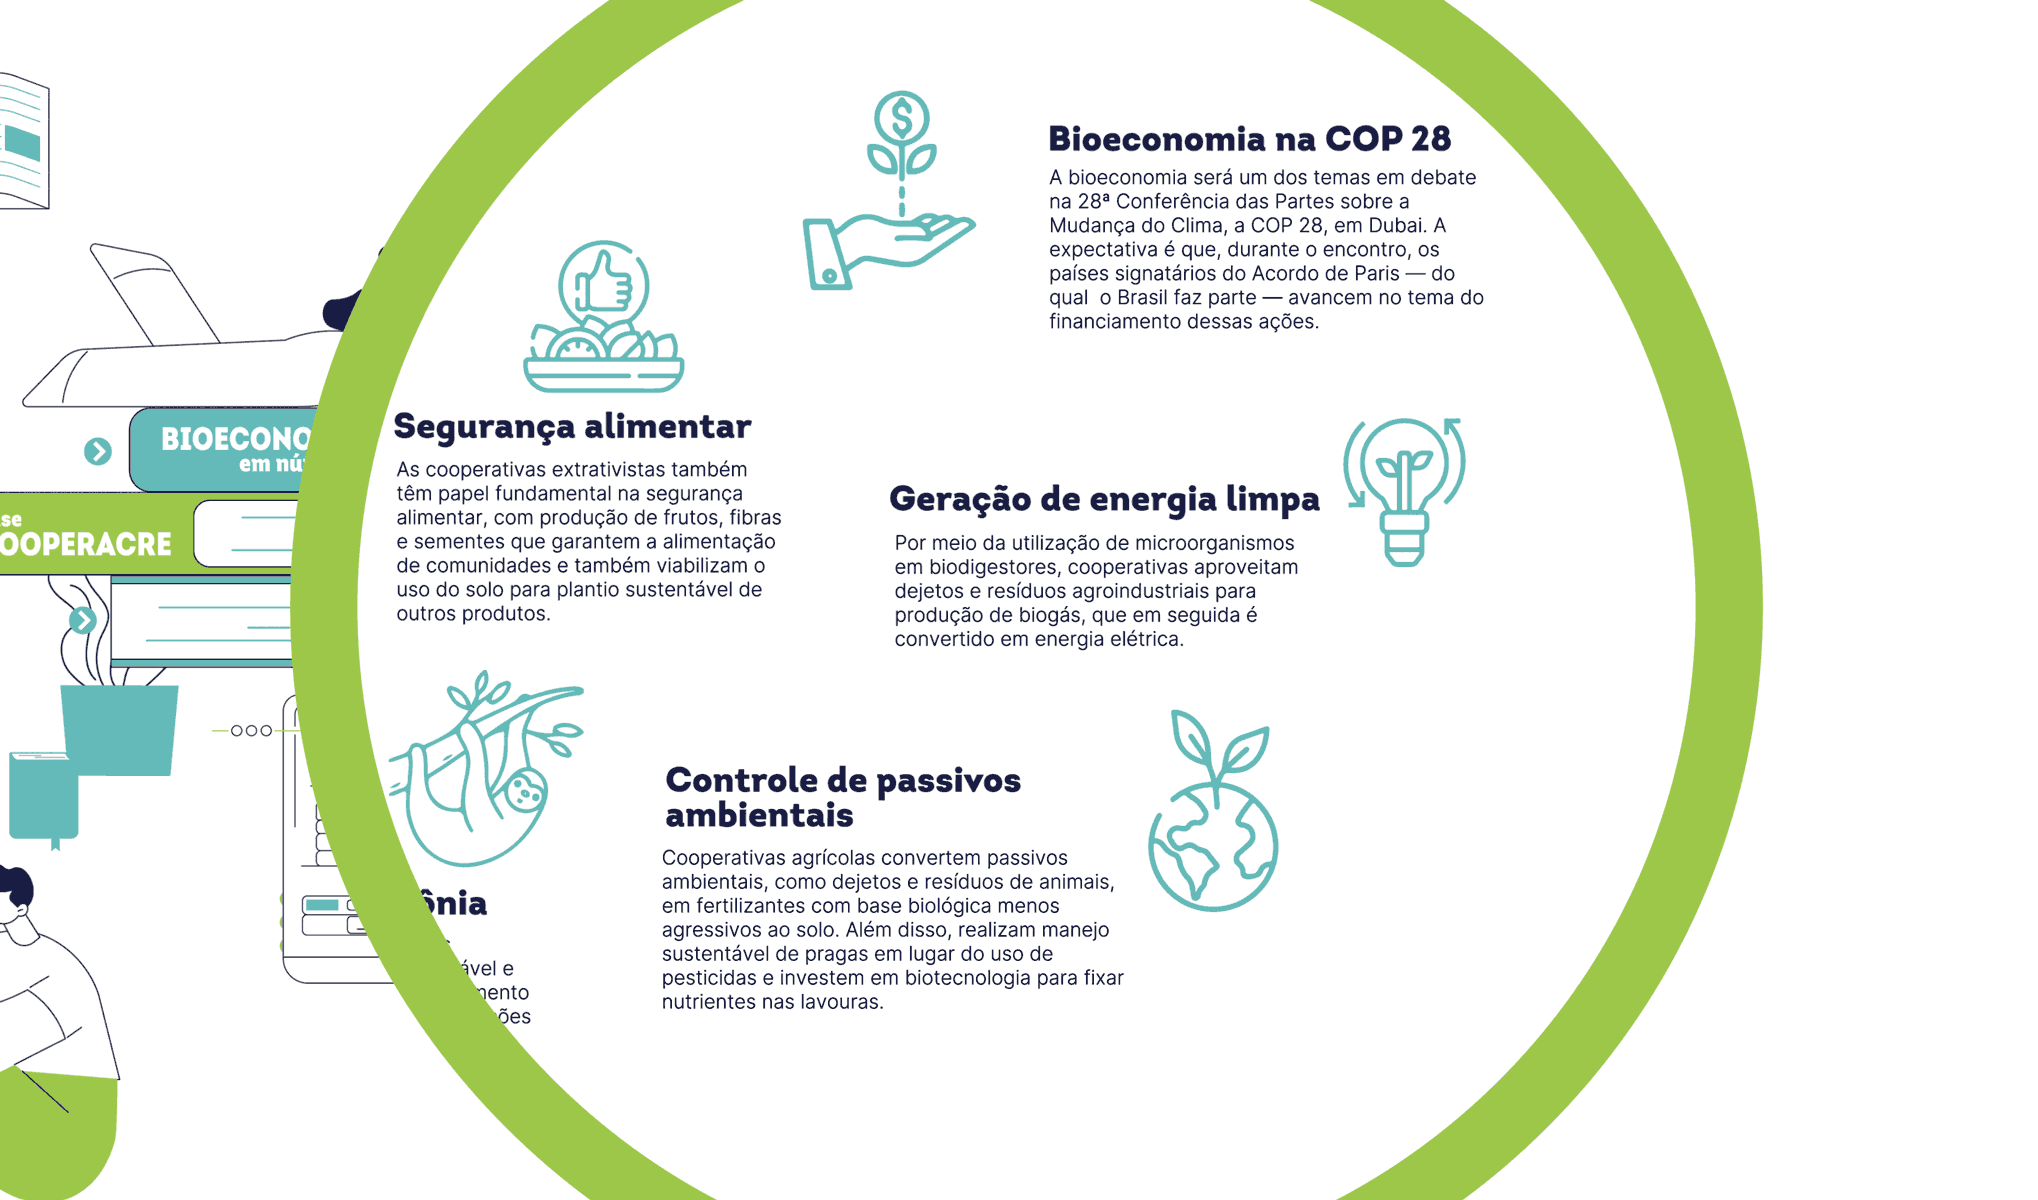 Bioeconomia na COP 28
A bioeconomia será um dos temas em debate
na 28ª Conferência das Partes sobre a
Mudança do Clima, a COP 28, em Dubai. A
expectativa é que, durante o encontro, os
países signatários do Acordo de Paris — do
qual  o Brasil faz parte — avancem no tema do
financiamento dessas ações.
Segurança alimentar
As cooperativas extrativistas também
têm papel fundamental na segurança
alimentar, com produção de frutos, fibras
e sementes que garantem a alimentação
de comunidades e também viabilizam o
uso do solo para plantio sustentável de
outros produtos.
Geração de energia limpa
Por meio da utilização de microorganismos
em biodigestores, cooperativas aproveitam
dejetos e resíduos agroindustriais para
produção de biogás, que em seguida é
convertido em energia elétrica.
Controle de passivos
ambientais
Cooperativas agrícolas convertem passivos
ambientais, como dejetos e resíduos de animais,
em fertilizantes com base biológica menos
agressivos ao solo. Além disso, realizam manejo
sustentável de pragas em lugar do uso de
pesticidas e investem em biotecnologia para fixar
nutrientes nas lavouras.
BIOECONO
em nú
se
OOPERACRE
ônia
ável e
mento
ões